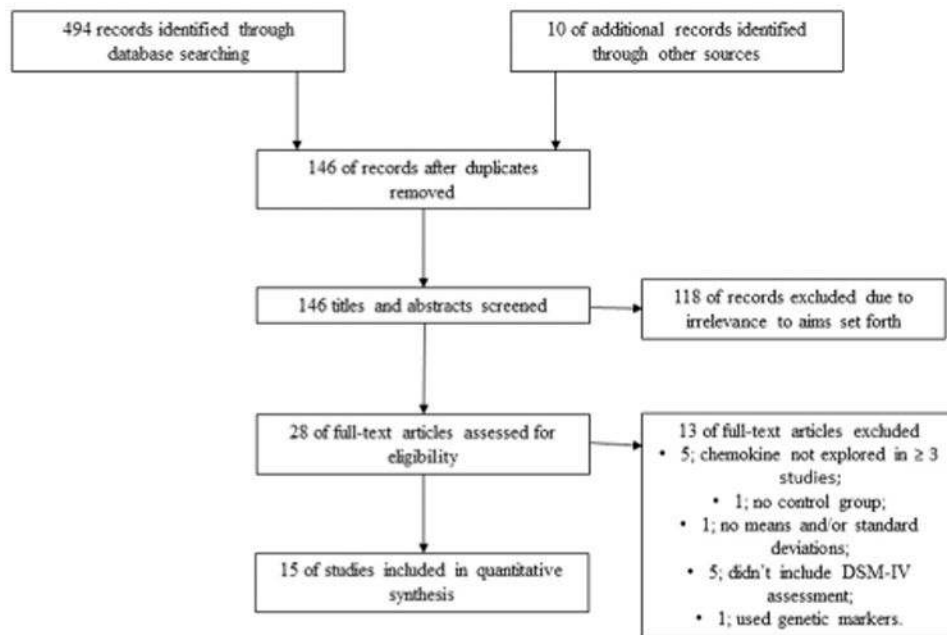 494 records identified through
database searching
10 of additional records identified
through other sources
146 of records after duplicates
removed
146 titles and abstracts screened
118 of records excluded due to
irrelevance to aims set forth
28 of full-text articles assessed for
eligibility
13 of full-text articles excluded
• 5; chemokine not explored in ≥ 3
studies;
• 1; no control group;
• 1; no means and/or standard
deviations;
• 5; didn't include DSM-IV
assessment;
• 1; used genetic markers.
15 of studies included in quantitative
synthesis